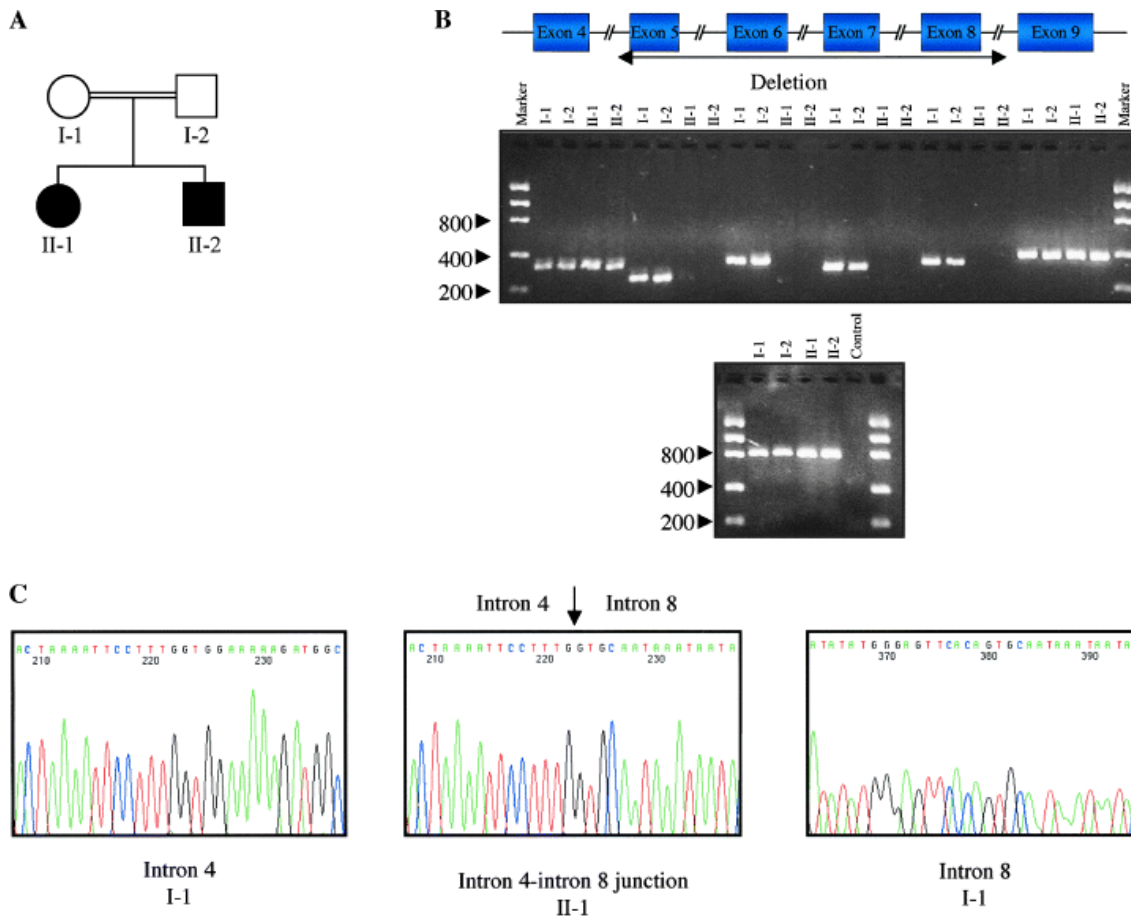 A
I-1
I-2
II-1
II-2
B
Exon 4
Exon 5
Exon 6
Exon 7
Exon 8
Exon 9
Deletion
Marker I-1 I-2 II-1 II-2 I-1 I-2 II-1 II-2 I-1 I-2 II-1 II-2 I-1 I-2 II-1 II-2 I-1 I-2 II-1 II-2 I-1 I-2 II-1 II-2 Marker
800
400
200
I-1 I-2 II-1 II-2 Control
800
400
200
C
Intron 4 Intron 8
ACTAAAATTCCTTTGGTGGAAAAAGATGGC
210 220 230
Intron 4
I-1
ACTAAAATTCCTTTGGTGCAATAAATAATA
210 220 230
Intron 4-intron 8 junction
II-1
ATATATGGGAGTTCACAGTGCAATAAATAATA
370 380 390
Intron 8
I-1